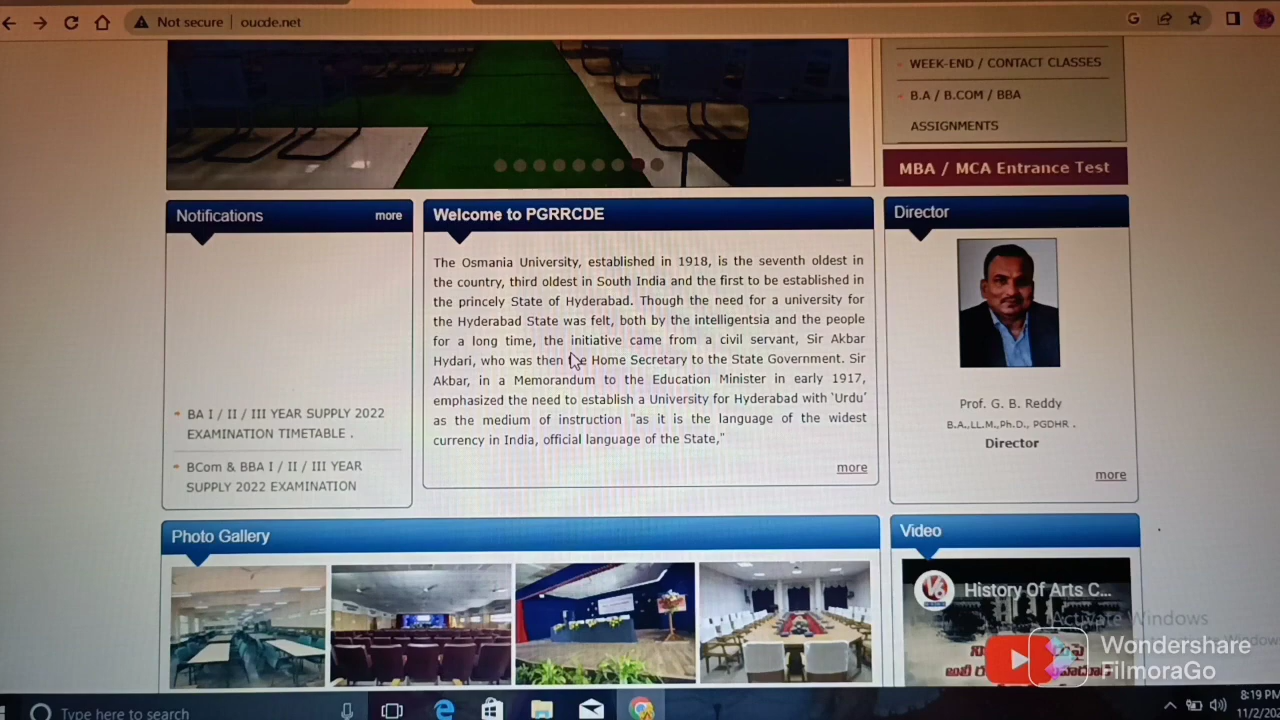 Not secure
oucde.net
WEEK-END / CONTACT CLASSES
B.A / B.COM / BBA
ASSIGNMENTS
MBA / MCA Entrance Test
Notifications
more
BA I / II / III YEAR SUPPLY 2022
EXAMINATION TIMETABLE .
BCom & BBA I / II / III YEAR
SUPPLY 2022 EXAMINATION
Welcome to PGRRCDE
The Osmania University, established in 1918, is the seventh oldest in
the country, third oldest in South India and the first to be established in
the princely State of Hyderabad. Though the need for a university for
the Hyderabad State was felt, both by the intelligentsia and the people
for a long time, the initiative came from a civil servant, Sir Akbar
Hydari, who was then the Home Secretary to the State Government. Sir
Akbar, in a Memorandum to the Education Minister in early 1917,
emphasized the need to establish a University for Hyderabad with ‘Urdu’
as the medium of instruction "as it is the language of the widest
currency in India, official language of the State,"
more
Director
Prof. G. B. Reddy
B.A.,LL.M.,Ph.D., PGDHR .
Director
more
Photo Gallery
Video
V6
History Of Arts C...
Activate Windows
Wondershare
FilmoraGo
Type here to search
8:19 PM
11/2/20